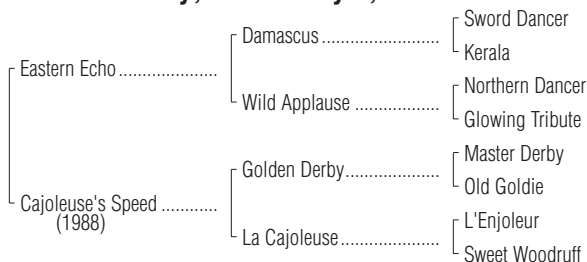 Sword Dancer
Damascus
Kerala
Eastern Echo
Northern Dancer
Wild Applause
Glowing Tribute
Master Derby
Golden Derby
Old Goldie
Cajoleuse's Speed
(1988)
L'Enjoleur
La Cajoleuse
Sweet Woodruff